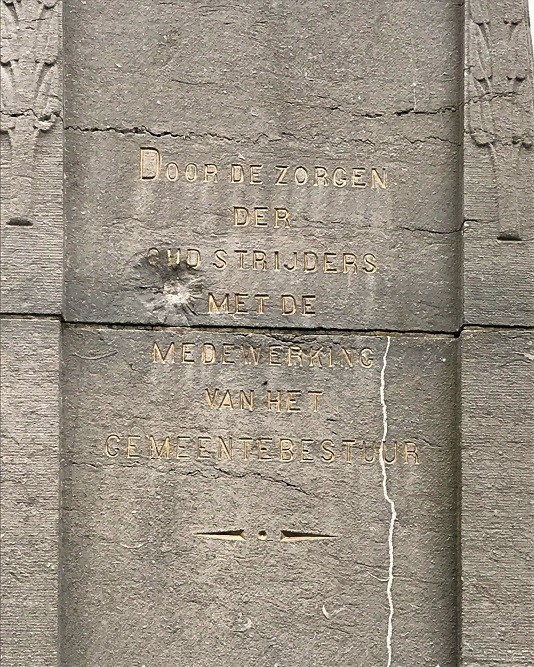 DOOR DE ZORGEN
DER
OUD STRIJDERS
MET DE
MEDEWERKING
VAN HET
GEMEENTEBESTUUR